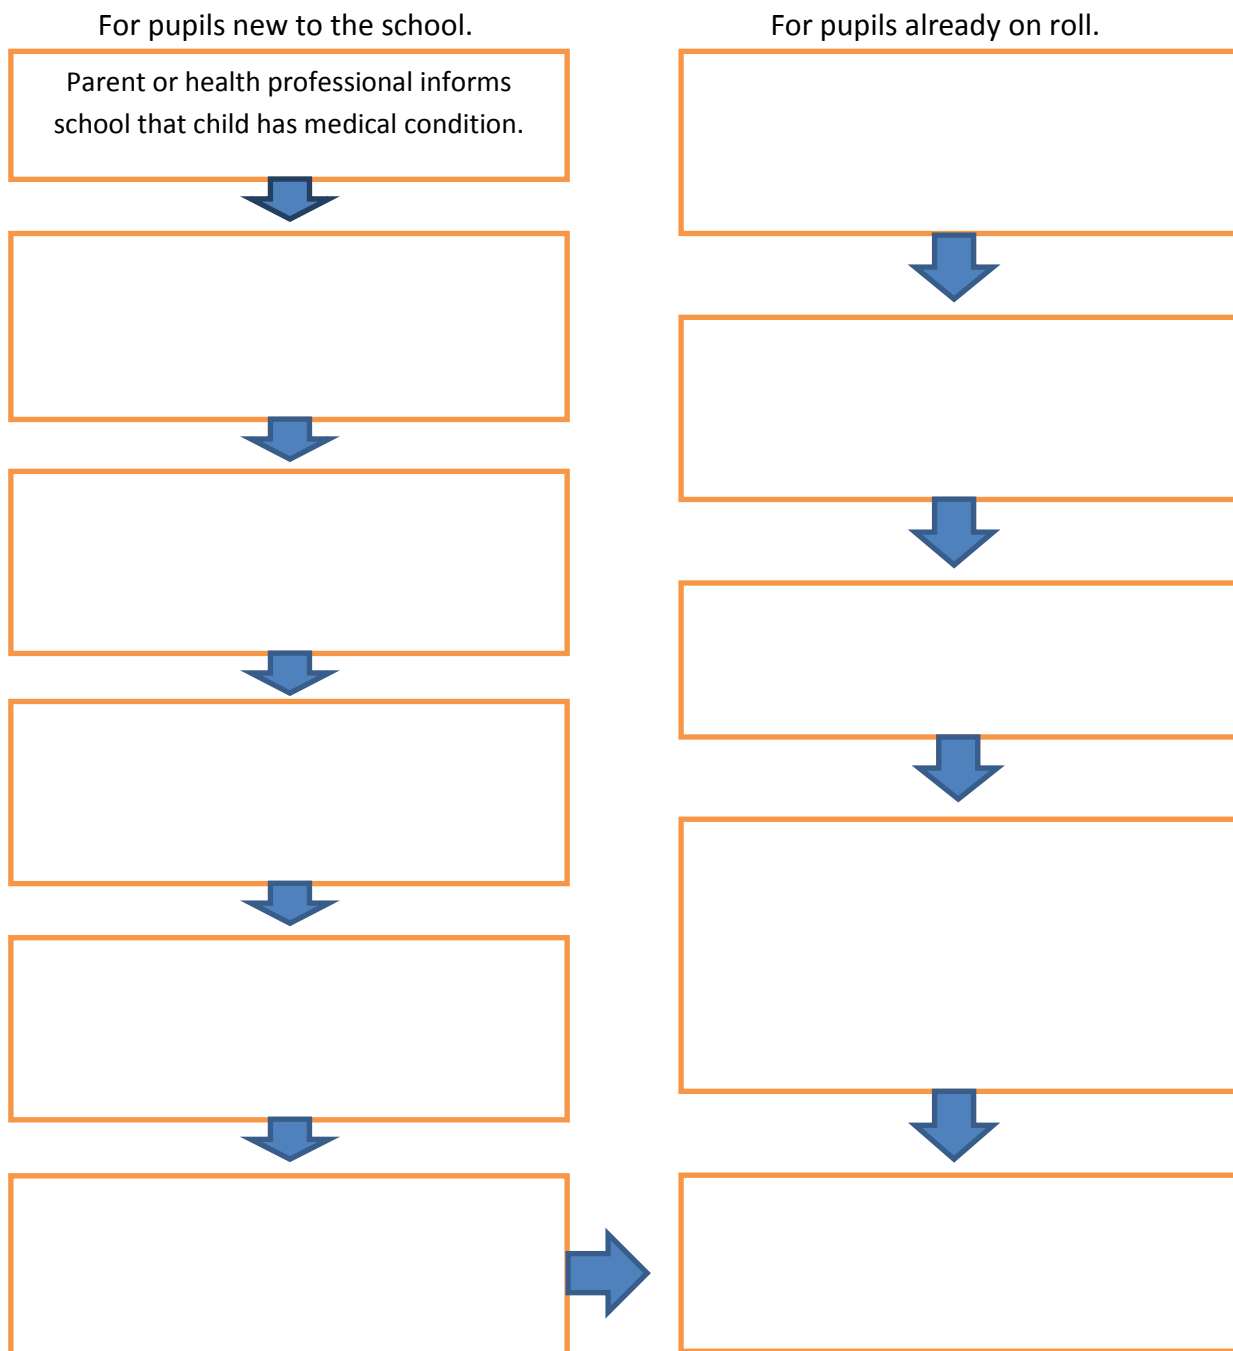 For pupils new to the school.
For pupils already on roll.
Parent or health professional informs
school that child has medical condition.